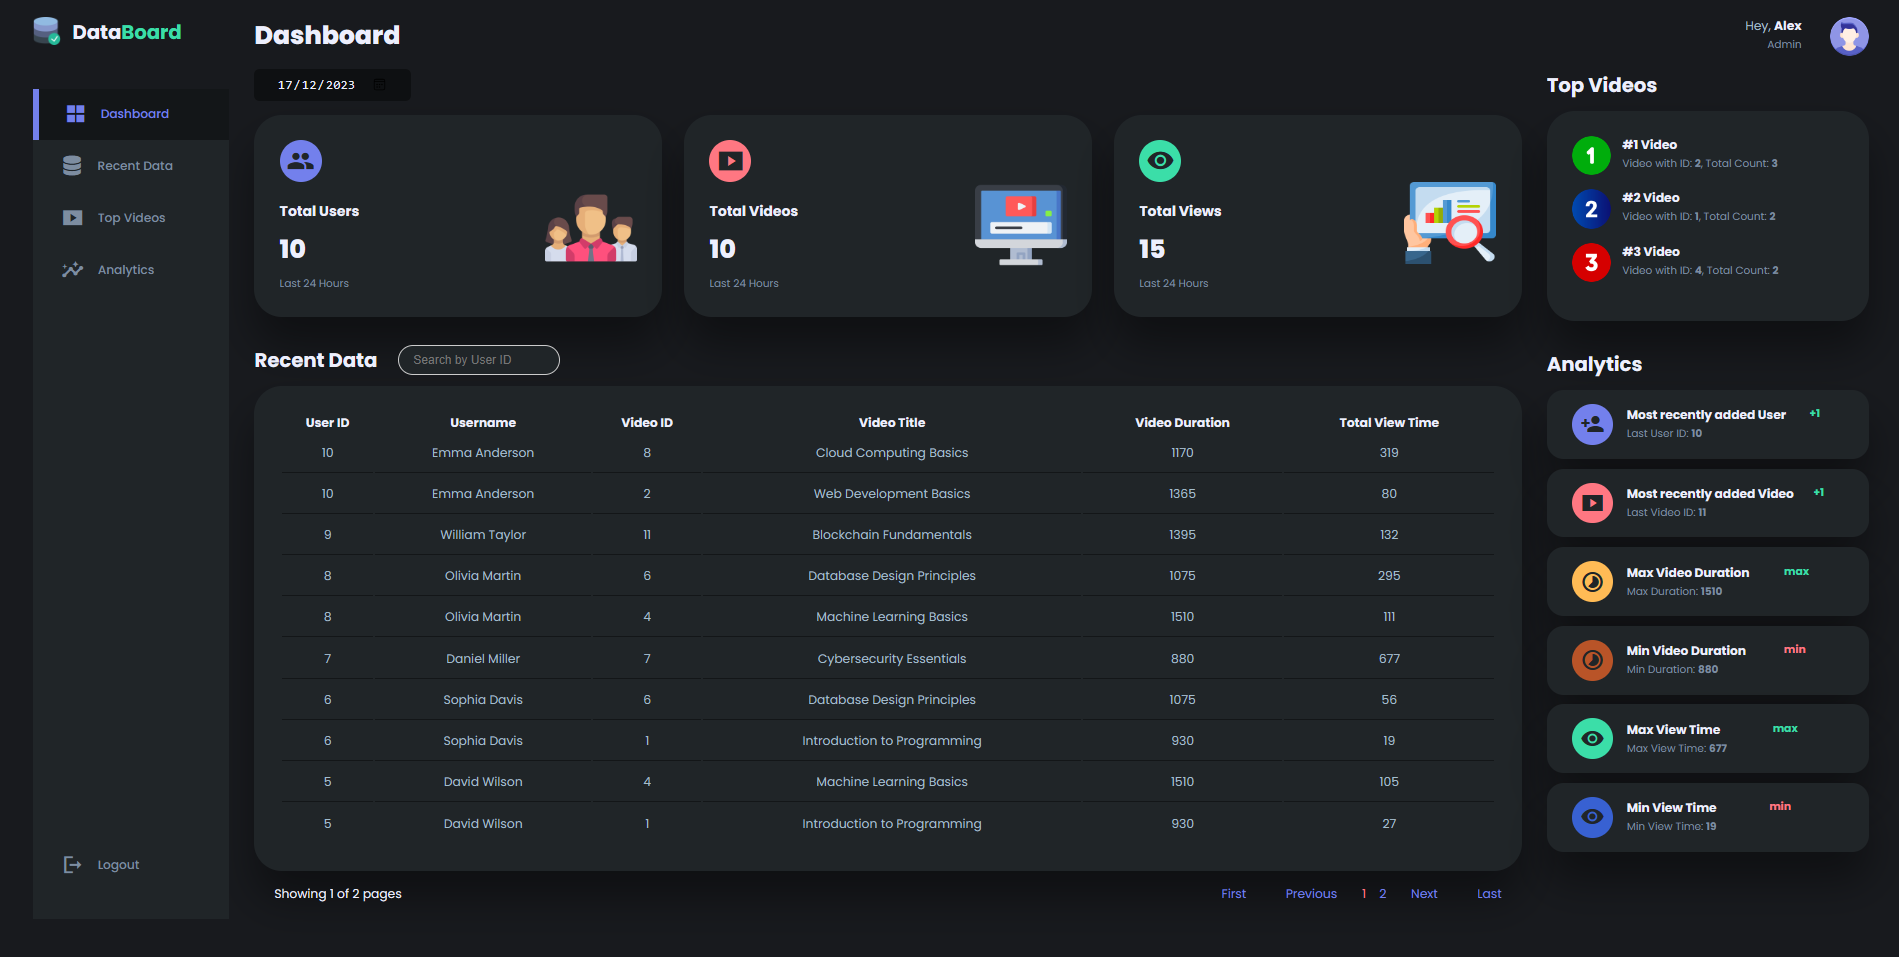 DataBoard
Dashboard
Recent Data
Top Videos
Analytics
Logout
Dashboard
17/12/2023
Hey, Alex
Admin
Total Users
10
Last 24 Hours
Total Videos
10
Last 24 Hours
Total Views
15
Last 24 Hours
Top Videos
1
#1 Video
Video with ID: 2, Total Count: 3
2
#2 Video
Video with ID: 1, Total Count: 2
3
#3 Video
Video with ID: 4, Total Count: 2
Recent Data
Search by User ID
User ID Username Video ID Video Title Video Duration Total View Time
10 Emma Anderson 8 Cloud Computing Basics 1170 319
10 Emma Anderson 2 Web Development Basics 1365 80
9 William Taylor 11 Blockchain Fundamentals 1395 132
8 Olivia Martin 6 Database Design Principles 1075 295
8 Olivia Martin 4 Machine Learning Basics 1510 111
7 Daniel Miller 7 Cybersecurity Essentials 880 677
6 Sophia Davis 6 Database Design Principles 1075 56
6 Sophia Davis 1 Introduction to Programming 930 19
5 David Wilson 4 Machine Learning Basics 1510 105
5 David Wilson 1 Introduction to Programming 930 27
Showing 1 of 2 pages
First Previous 1 2 Next Last
Analytics
Most recently added User +1
Last User ID: 10
Most recently added Video +1
Last Video ID: 11
Max Video Duration max
Max Duration: 1510
Min Video Duration min
Min Duration: 880
Max View Time max
Max View Time: 677
Min View Time min
Min View Time: 19